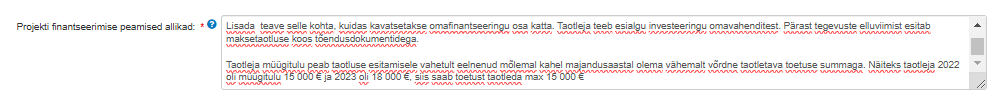 Projekti finantseerimise peamised allikad: * Lisada teave selle kohta, kuidas kavatsetakse omafinantseeringu osa katta. Taotleja teeb esialgu investeeringu omavahenditest. Pärast tegevuste elluviimist esitab
maksetaotluse koos tõendusdokumentidega.
Taotleja müügitulu peab taotluse esitamisele vahetult eelnenud mõlemal kahel majandusaastal olema vähemalt võrdne taotletava toetuse summaga. Näiteks taotleja 2022
oli müügitulu 15 000 € ja 2023 oli 18 000 €, siis saab toetust taotleda max 15 000 €